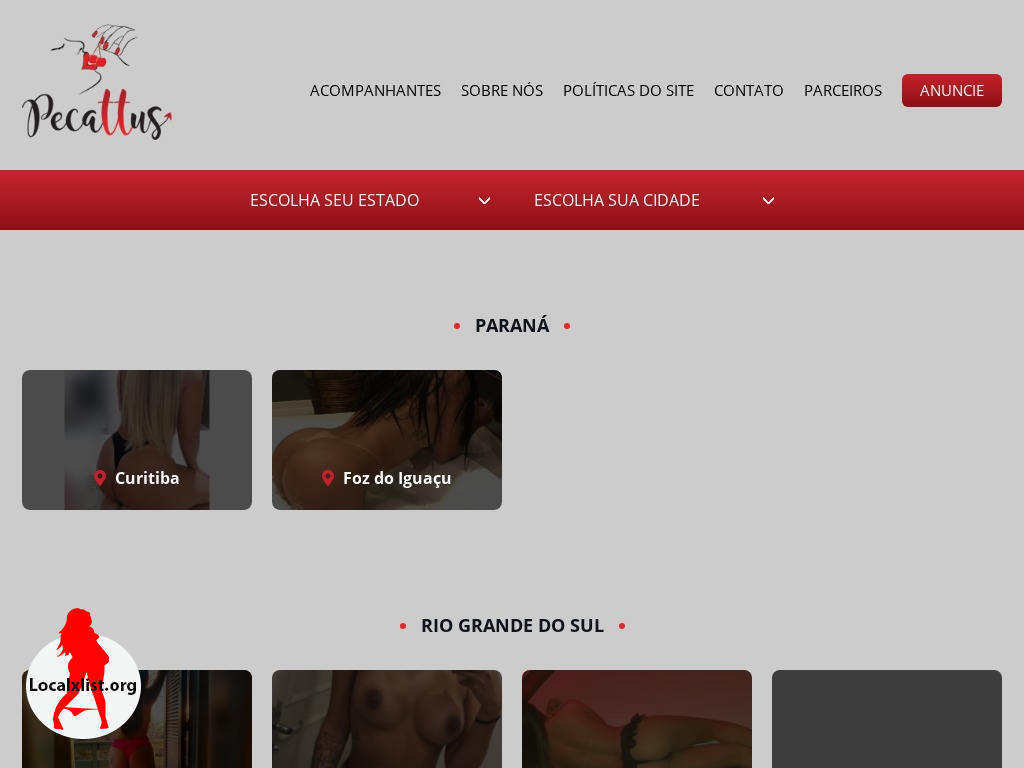 Pecattus
ACOMPANHANTES SOBRE NÓS POLÍTICAS DO SITE CONTATO PARCEIROS ANUNCIE
ESCOLHA SEU ESTADO ESCOLHA SUA CIDADE
PARANÁ
Curitiba Foz do Iguaçu
RIO GRANDE DO SUL
Localxlist.org